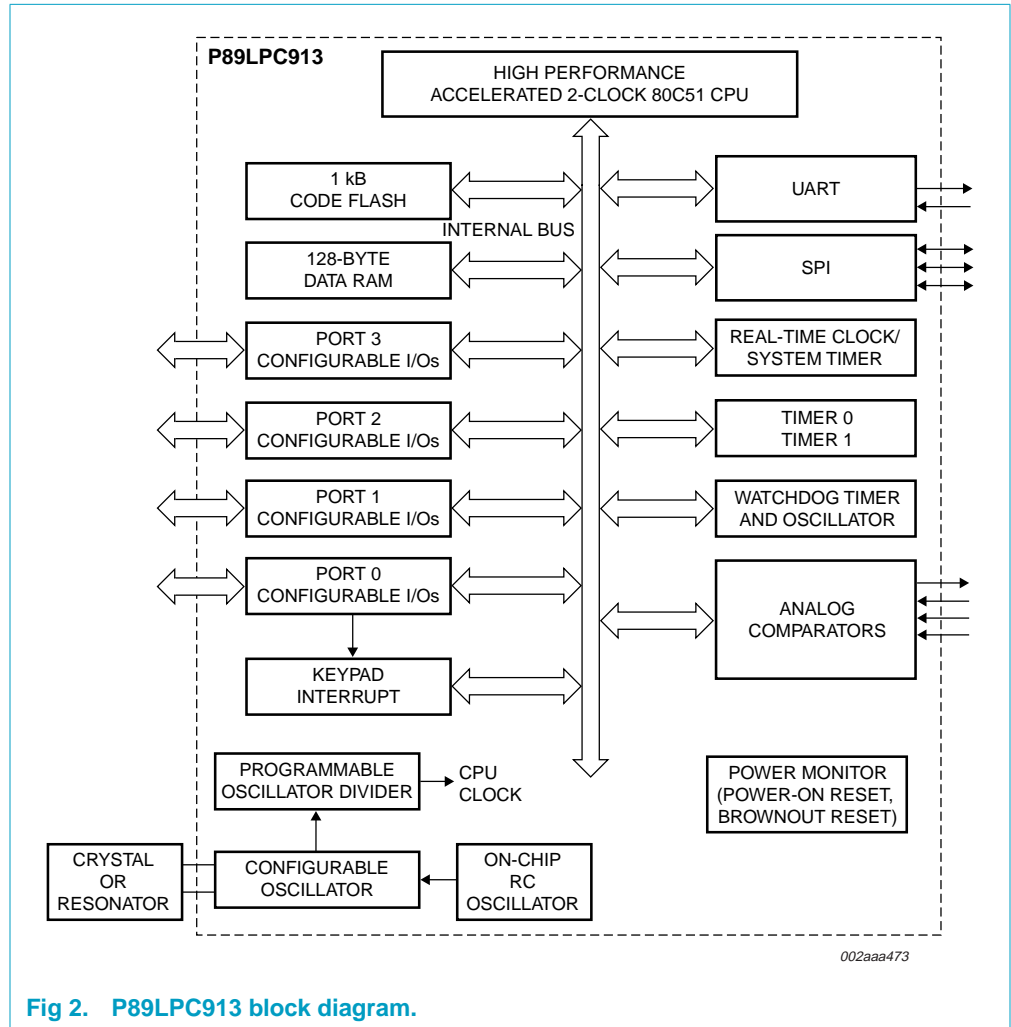 P89LPC913
HIGH PERFORMANCE
ACCELERATED 2-CLOCK 80C51 CPU
1 kB
CODE FLASH
INTERNAL BUS
128-BYTE
DATA RAM
PORT 3
CONFIGURABLE I/Os
PORT 2
CONFIGURABLE I/Os
PORT 1
CONFIGURABLE I/Os
PORT 0
CONFIGURABLE I/Os
KEYPAD
INTERRUPT
PROGRAMMABLE
OSCILLATOR DIVIDER
CPU
CLOCK
CRYSTAL
OR
RESONATOR
CONFIGURABLE
OSCILLATOR
ON-CHIP
RC
OSCILLATOR
UART
SPI
REAL-TIME CLOCK/
SYSTEM TIMER
TIMER 0
TIMER 1
WATCHDOG TIMER
AND OSCILLATOR
ANALOG
COMPARATORS
POWER MONITOR
(POWER-ON RESET,
BROWNOUT RESET)
002aaa473
Fig 2. P89LPC913 block diagram.